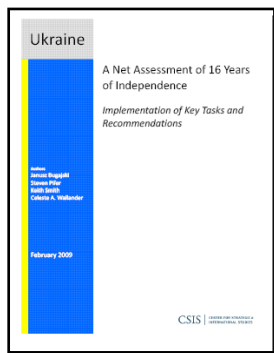 Ukraine
A Net Assessment of 16 Years
of Independence
Implementation of Key Tasks and
Recommendations
Authors:
Janusz Bugajski
Steven Pifer
Keith Smith
Celeste A. Wallander
February 2009
CSIS | CENTER FOR STRATEGIC &
INTERNATIONAL STUDIES